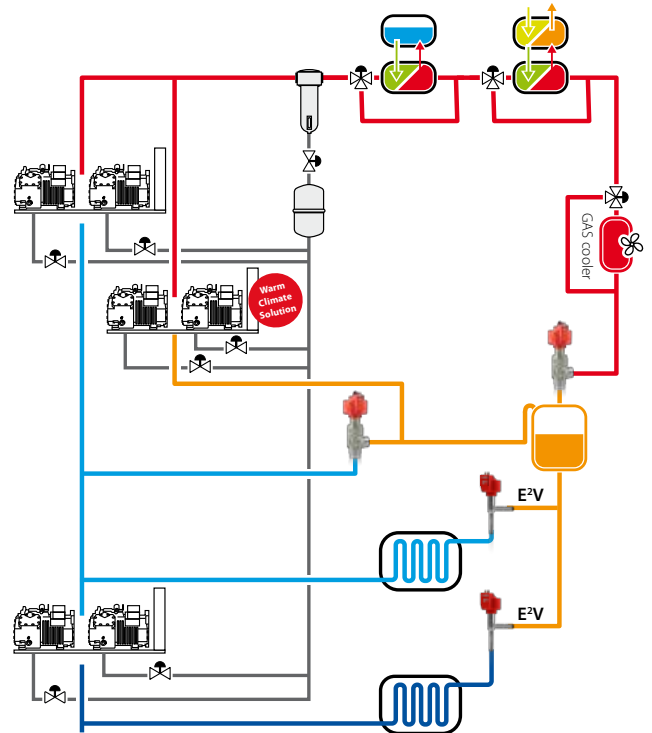 GAS cooler
Warm
Climate
Solution
E²V
E²V